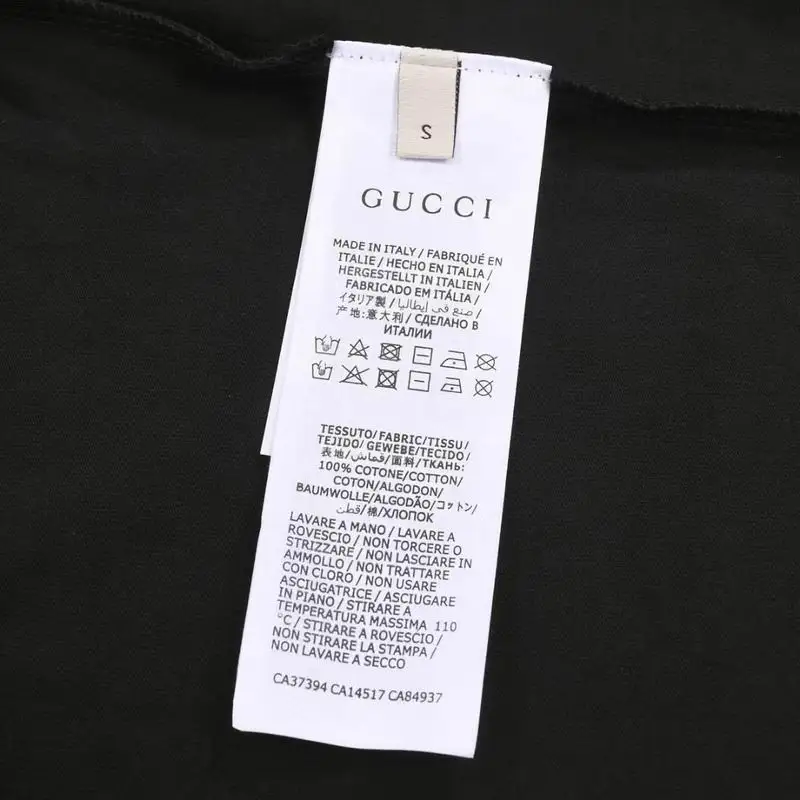 S
GUCCI
MADE IN ITALY / FABRIQUÉ EN
ITALIE / HECHO EN ITALIA /
HERGESTELLT IN ITALIEN /
FABRICADO EM ITÁLIA /
イタリア製 / صنع في إيطاليا /
产地:意大利 / СДЕЛАНО В
ИТАЛИИ
TESSUTO/FABRIC/TISSU/
TEJIDO/GEWEBE/TECIDO/
表地/قماش/面料/ТКАНЬ:
100% COTONE/COTTON/
COTON/ALGODON/
BAUMWOLLE/ALGODÃO/コットン/
قطن/棉/ХЛОПОК
LAVARE A MANO / LAVARE A
ROVESCIO / NON TORCERE O
STRIZZARE / NON LASCIARE IN
AMMOLLO / NON TRATTARE
CON CLORO / NON USARE
ASCIUGATRICE / ASCIUGARE
IN PIANO / STIRARE A
TEMPERATURA MASSIMA 110
°C / STIRARE A ROVESCIO /
NON STIRARE LA STAMPA /
NON LAVARE A SECCO
CA37394 CA14517 CA84937